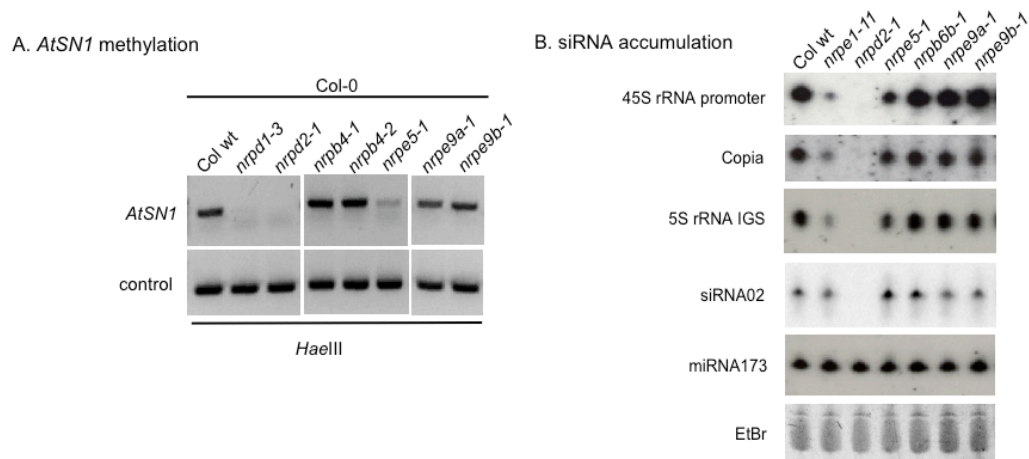 A. AtSN1 methylation
Col-0
Col wt nrpd1-3 nrpd2-1 nrpb4-1 nrpb4-2 nrpe5-1 nrpe9a-1 nrpe9b-1
AtSN1
control
HaeIII
B. siRNA accumulation
Col wt nrpe1-11 nrpd2-1 nrpe5-1 nrpb6b-1 nrpe9a-1 nrpe9b-1
45S rRNA promoter
Copia
5S rRNA IGS
siRNA02
miRNA173
EtBr